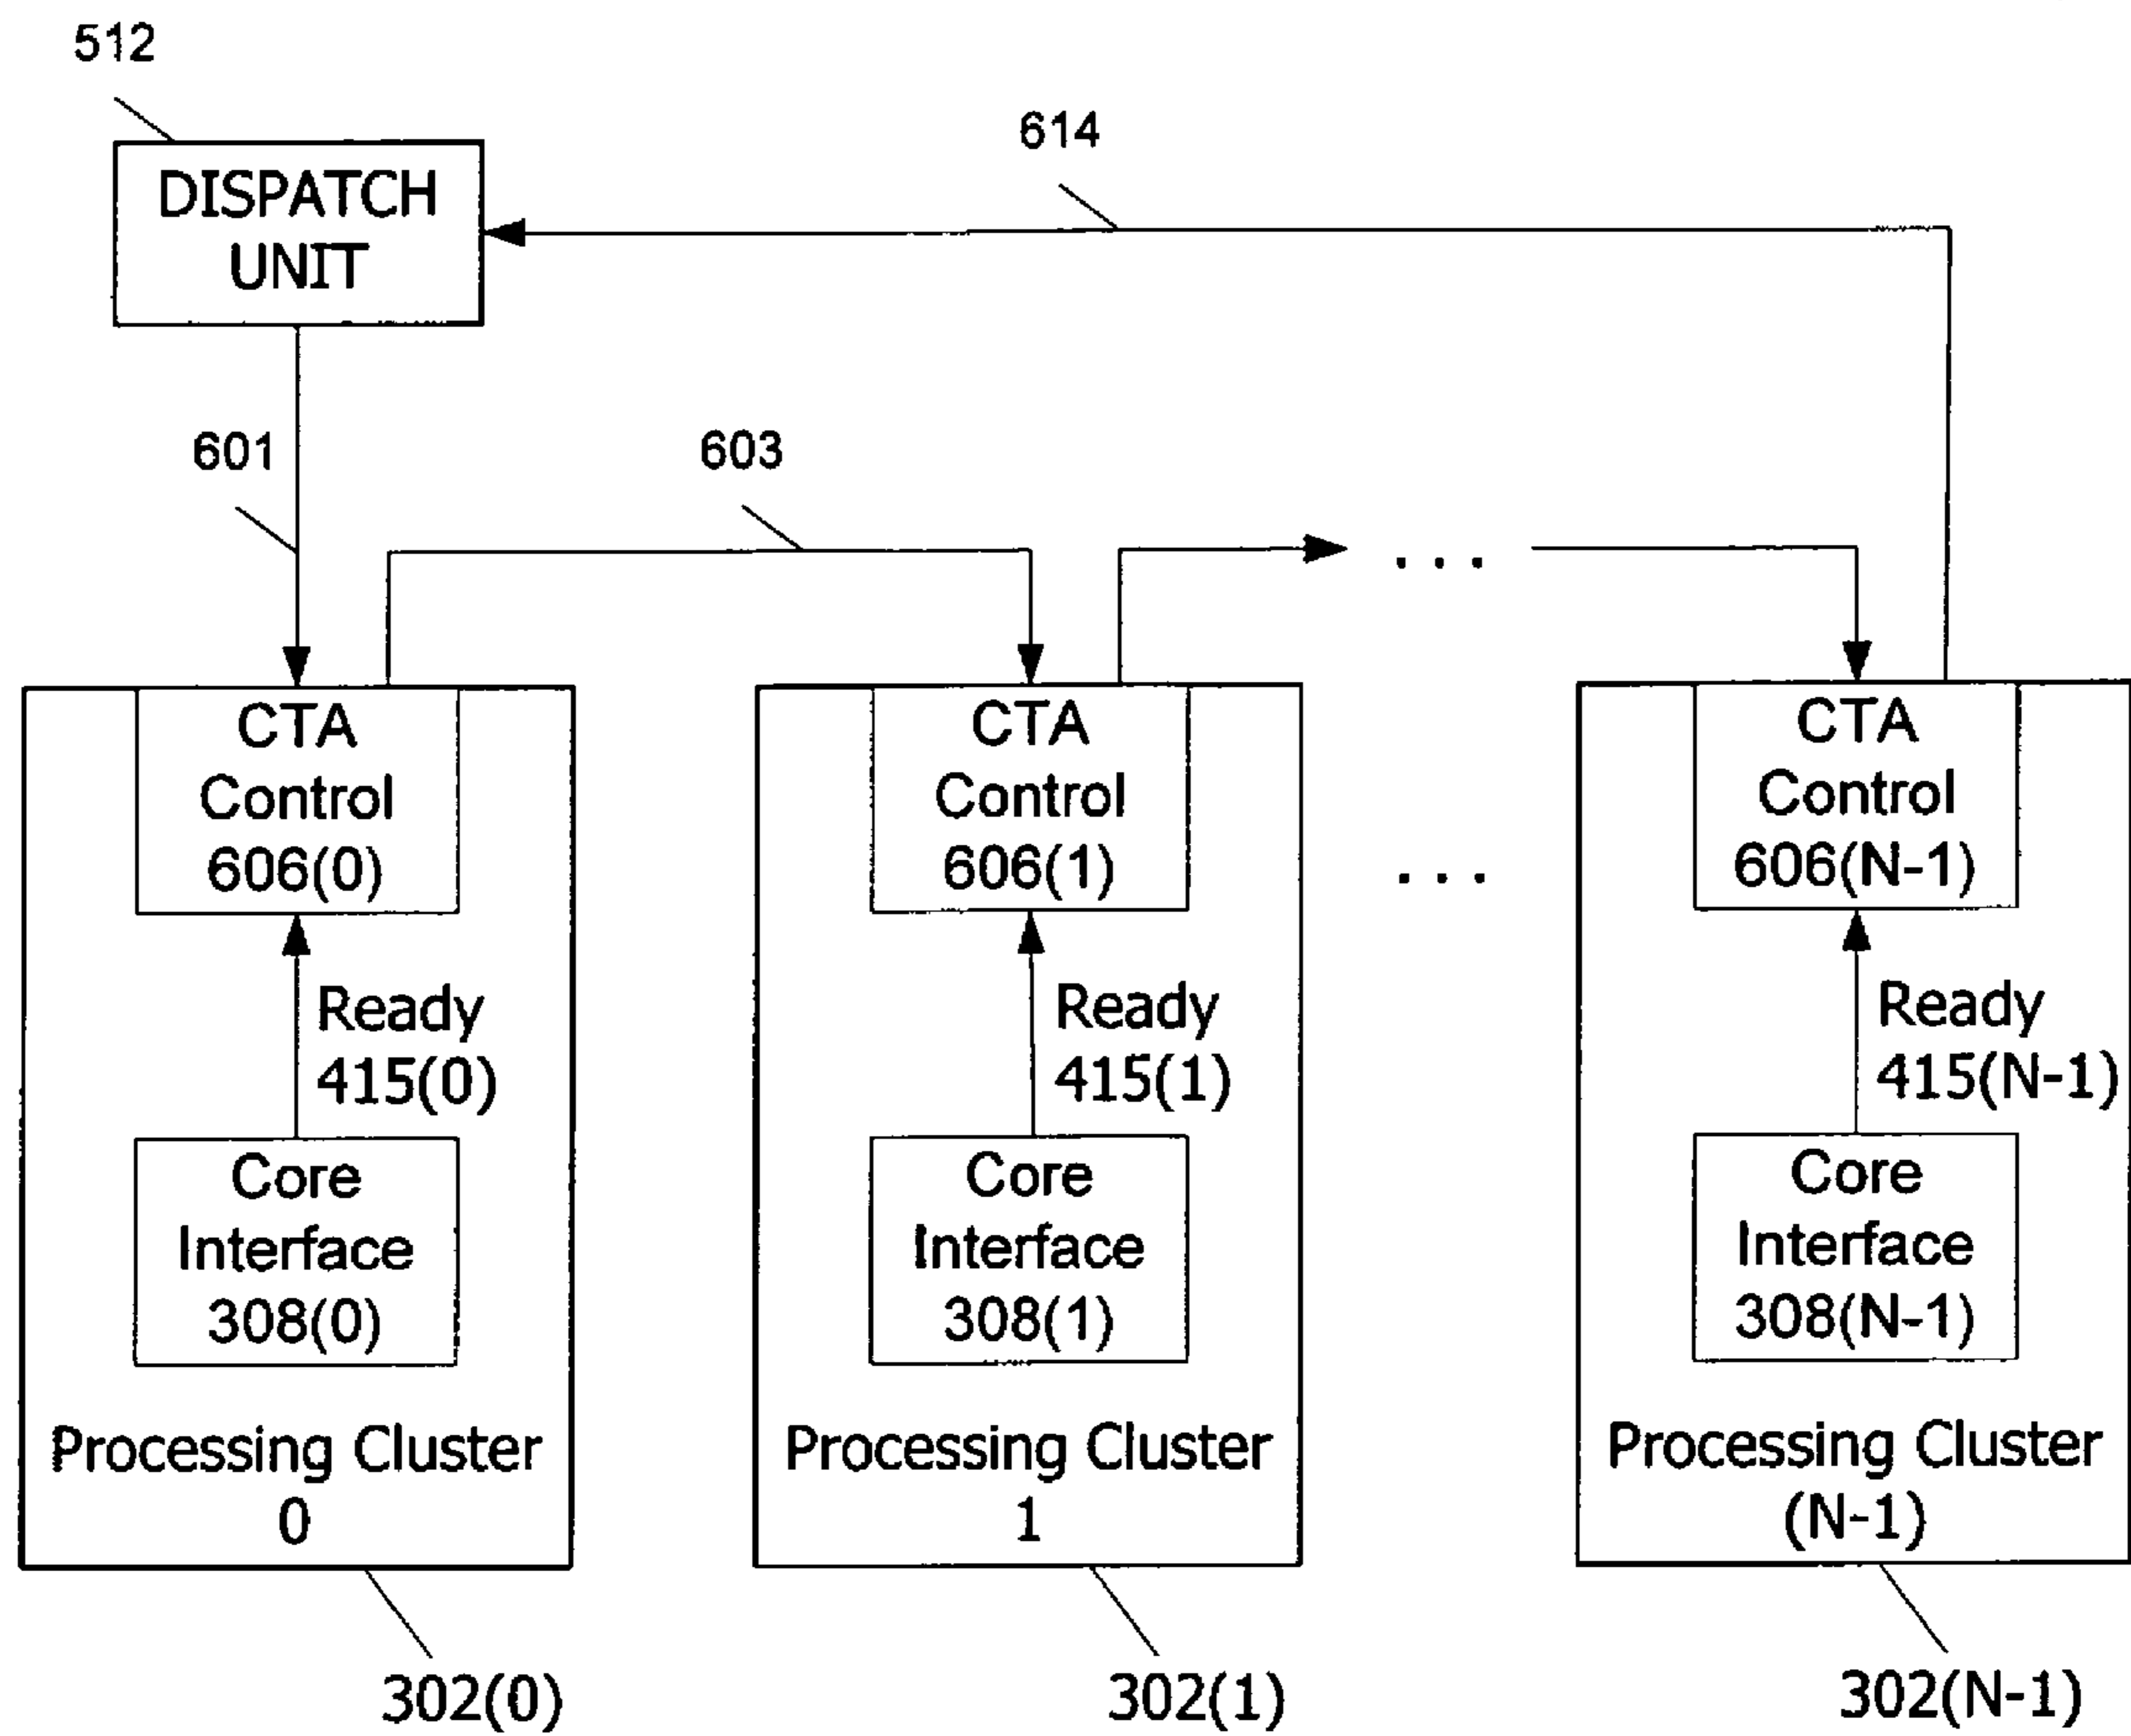 512
614
DISPATCH
UNIT
601
603
. . .
CTA
Control
606(0)
CTA
Control
606(1)
. . .
CTA
Control
606(N-1)
Ready
415(0)
Ready
415(1)
Ready
415(N-1)
Core
Interface
308(0)
Core
Interface
308(1)
Core
Interface
308(N-1)
Processing Cluster
0
Processing Cluster
1
Processing Cluster
(N-1)
302(0)
302(1)
302(N-1)